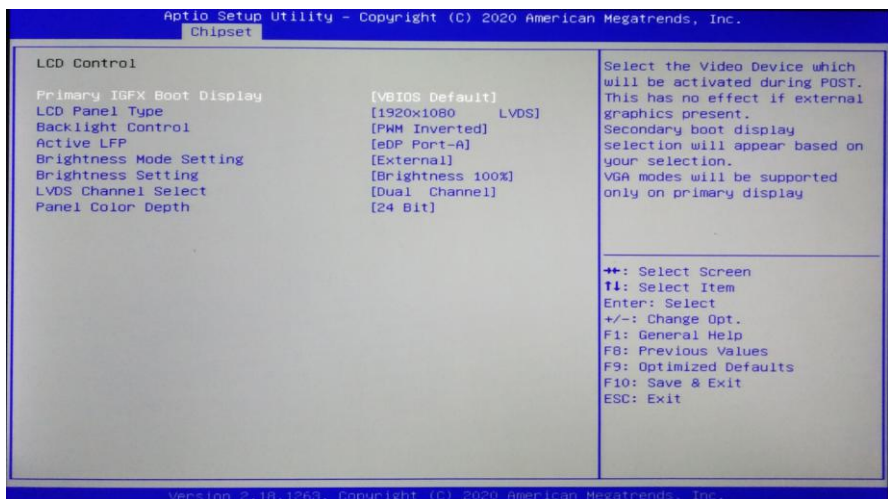 Aptio Setup Utility – Copyright (C) 2020 American Megatrends, Inc.
Chipset
LCD Control
Primary IGFX Boot Display [VBIOS Default]
LCD Panel Type [1920x1080 LVDS]
Backlight Control [PWM Inverted]
Active LFP [eDP Port-A]
Brightness Mode Setting [External]
Brightness Setting [Brightness 100%]
LVDS Channel Select [Dual Channel]
Panel Color Depth [24 Bit]
Select the Video Device which
will be activated during POST.
This has no effect if external
graphics present.
Secondary boot display
selection will appear based on
your selection.
VGA modes will be supported
only on primary display
→←: Select Screen
↑↓: Select Item
Enter: Select
+/-: Change Opt.
F1: General Help
F8: Previous Values
F9: Optimized Defaults
F10: Save & Exit
ESC: Exit
Version 2.18.1263. Copyright (C) 2020 American Megatrends, Inc.